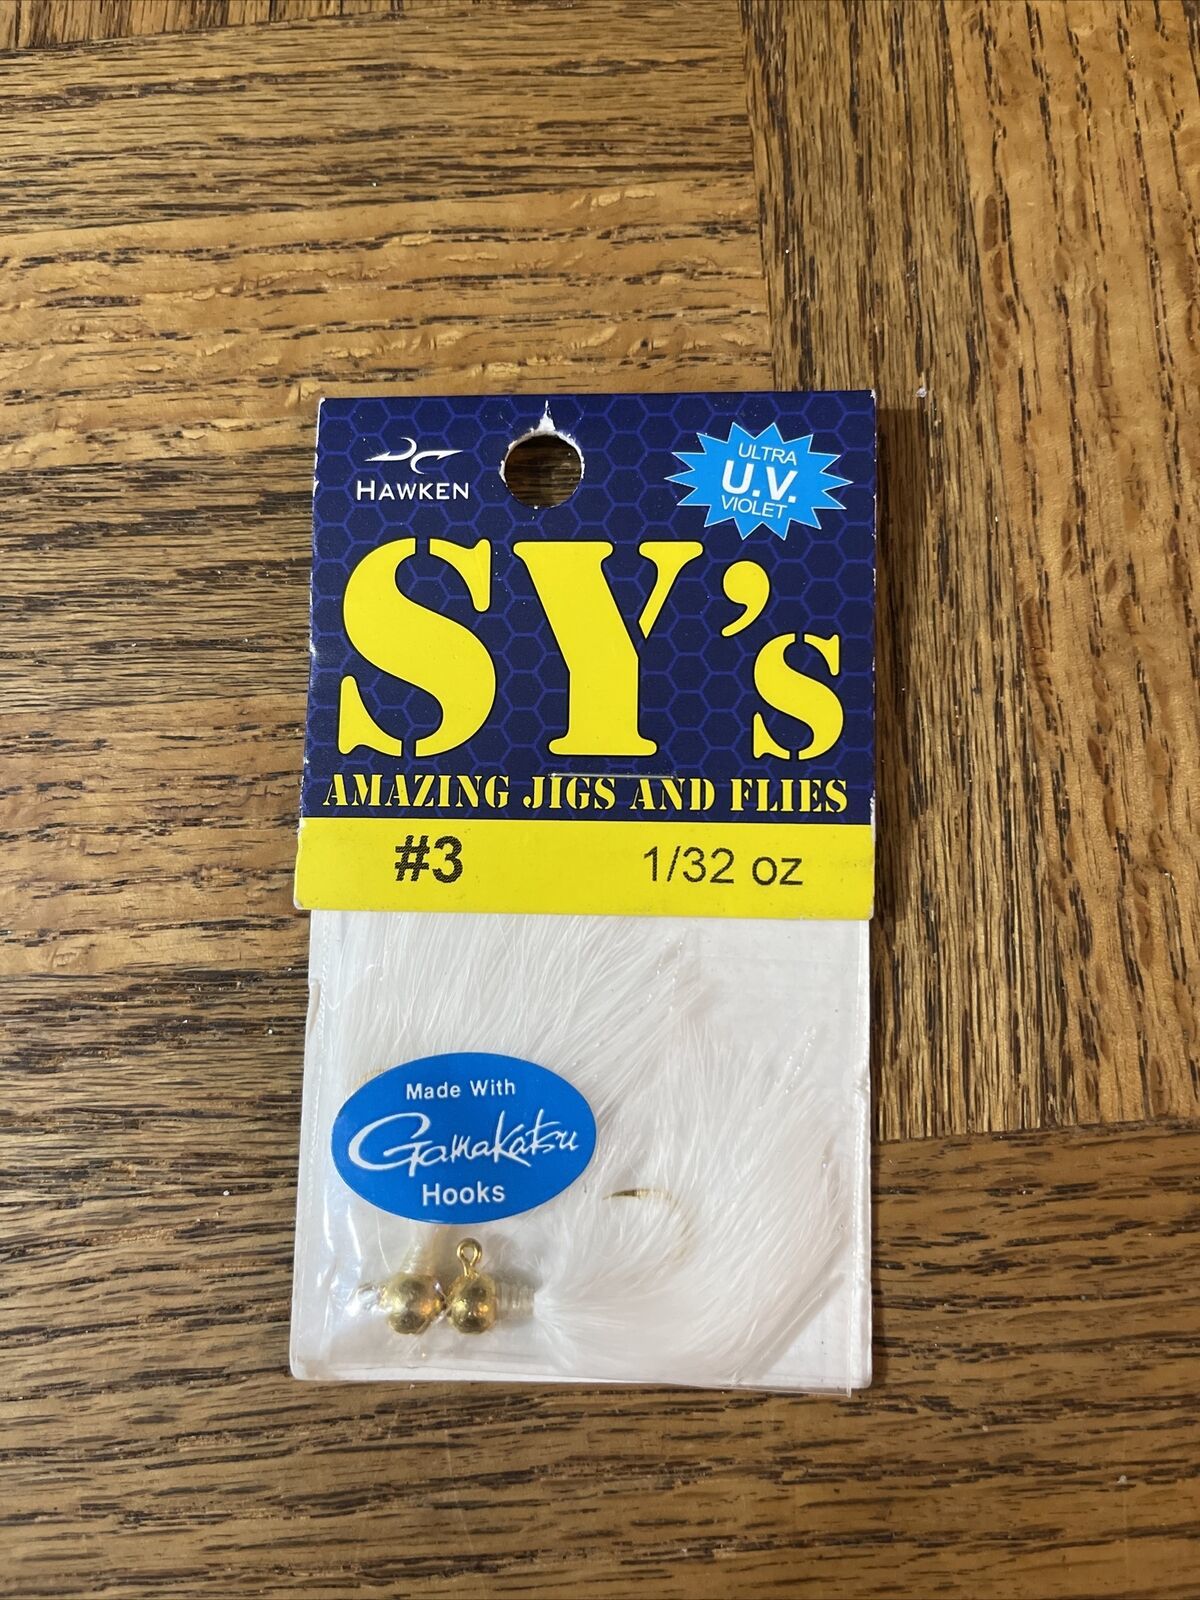 HAWKEN
ULTRA
U.V.
VIOLET
SY's
AMAZING JIGS AND FLIES
#3 1/32 oz
Made With
Gamakatsu
Hooks